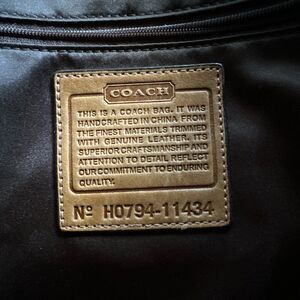 COACH
THIS IS A COACH BAG. IT WAS
HANDCRAFTED IN CHINA FROM
THE FINEST MATERIALS TRIMMED
WITH GENUINE LEATHER. ITS
SUPERIOR CRAFTSMANSHIP AND
ATTENTION TO DETAIL REFLECT
OUR COMMITMENT TO ENDURING
QUALITY.
Nº H0794-11434